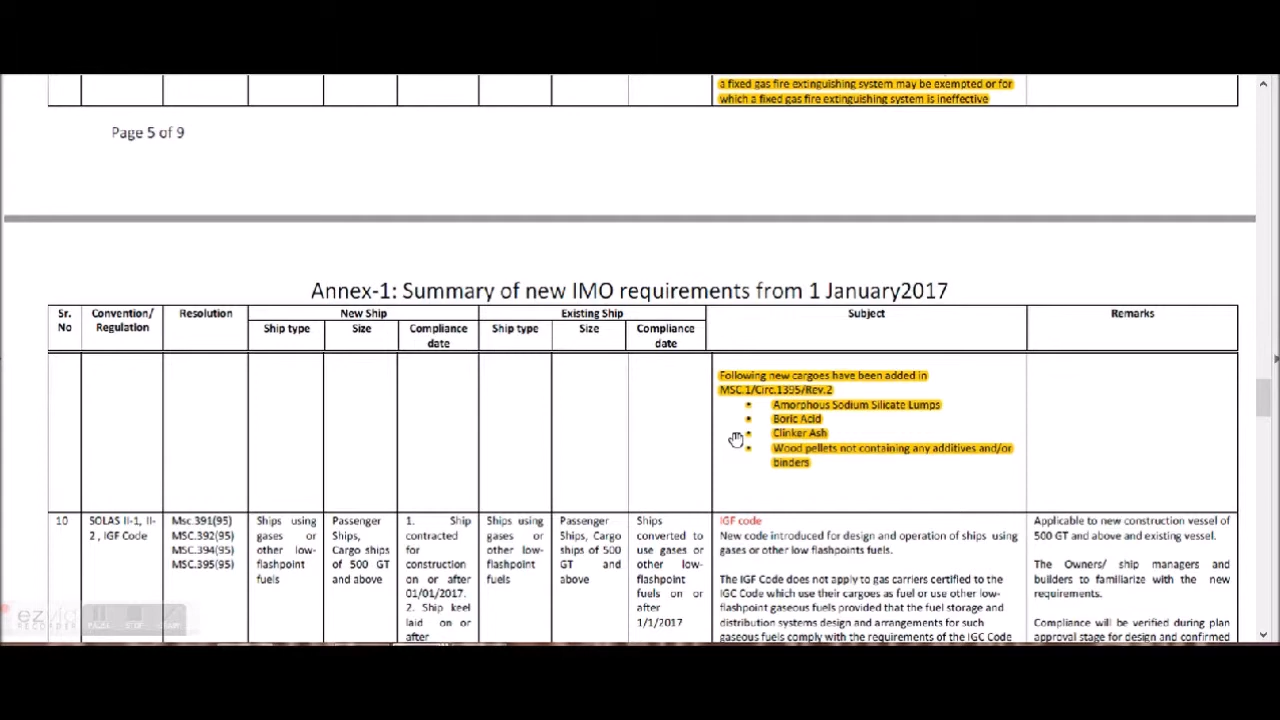 a fixed gas fire extinguishing system may be exempted or for
which a fixed gas fire extinguishing system is ineffective
Page 5 of 9
Annex-1: Summary of new IMO requirements from 1 January2017
Sr. No
Convention/ Regulation
Resolution
New Ship
Existing Ship
Subject
Remarks
Ship type
Size
Compliance date
Ship type
Size
Compliance date
Following new cargoes have been added in
MSC.1/Circ.1395/Rev.2
• Amorphous Sodium Silicate Lumps
• Boric Acid
• Clinker Ash
• Wood pellets not containing any additives and/or
binders
10
SOLAS II-1, II-
2 , IGF Code
Msc.391(95)
MSC.392(95)
MSC.394(95)
MSC.395(95)
Ships using
gases or
other low-
flashpoint
fuels
Passenger
Ships,
Cargo ships
of 500 GT
and above
1. Ship
contracted
for
construction
on or after
01/01/2017.
2. Ship keel
laid on or
after
Ships using
gases or
other low-
flashpoint
fuels
Passenger
Ships, Cargo
ships of 500
GT and
above
Ships
converted to
use gases or
other low-
flashpoint
fuels on or
after
1/1/2017
IGF code
New code introduced for design and operation of ships using
gases or other low flashpoints fuels.
The IGF Code does not apply to gas carriers certified to the
IGC Code which use their cargoes as fuel or use other low-
flashpoint gaseous fuels provided that the fuel storage and
distribution systems design and arrangements for such
gaseous fuels comply with the requirements of the IGC Code
Applicable to new construction vessel of
500 GT and above and existing vessel.
The Owners/ ship managers and
builders to familiarize with the new
requirements.
Compliance will be verified during plan
approval stage for design and confirmed
ezvid
RECORDER
PAUSE
STOP